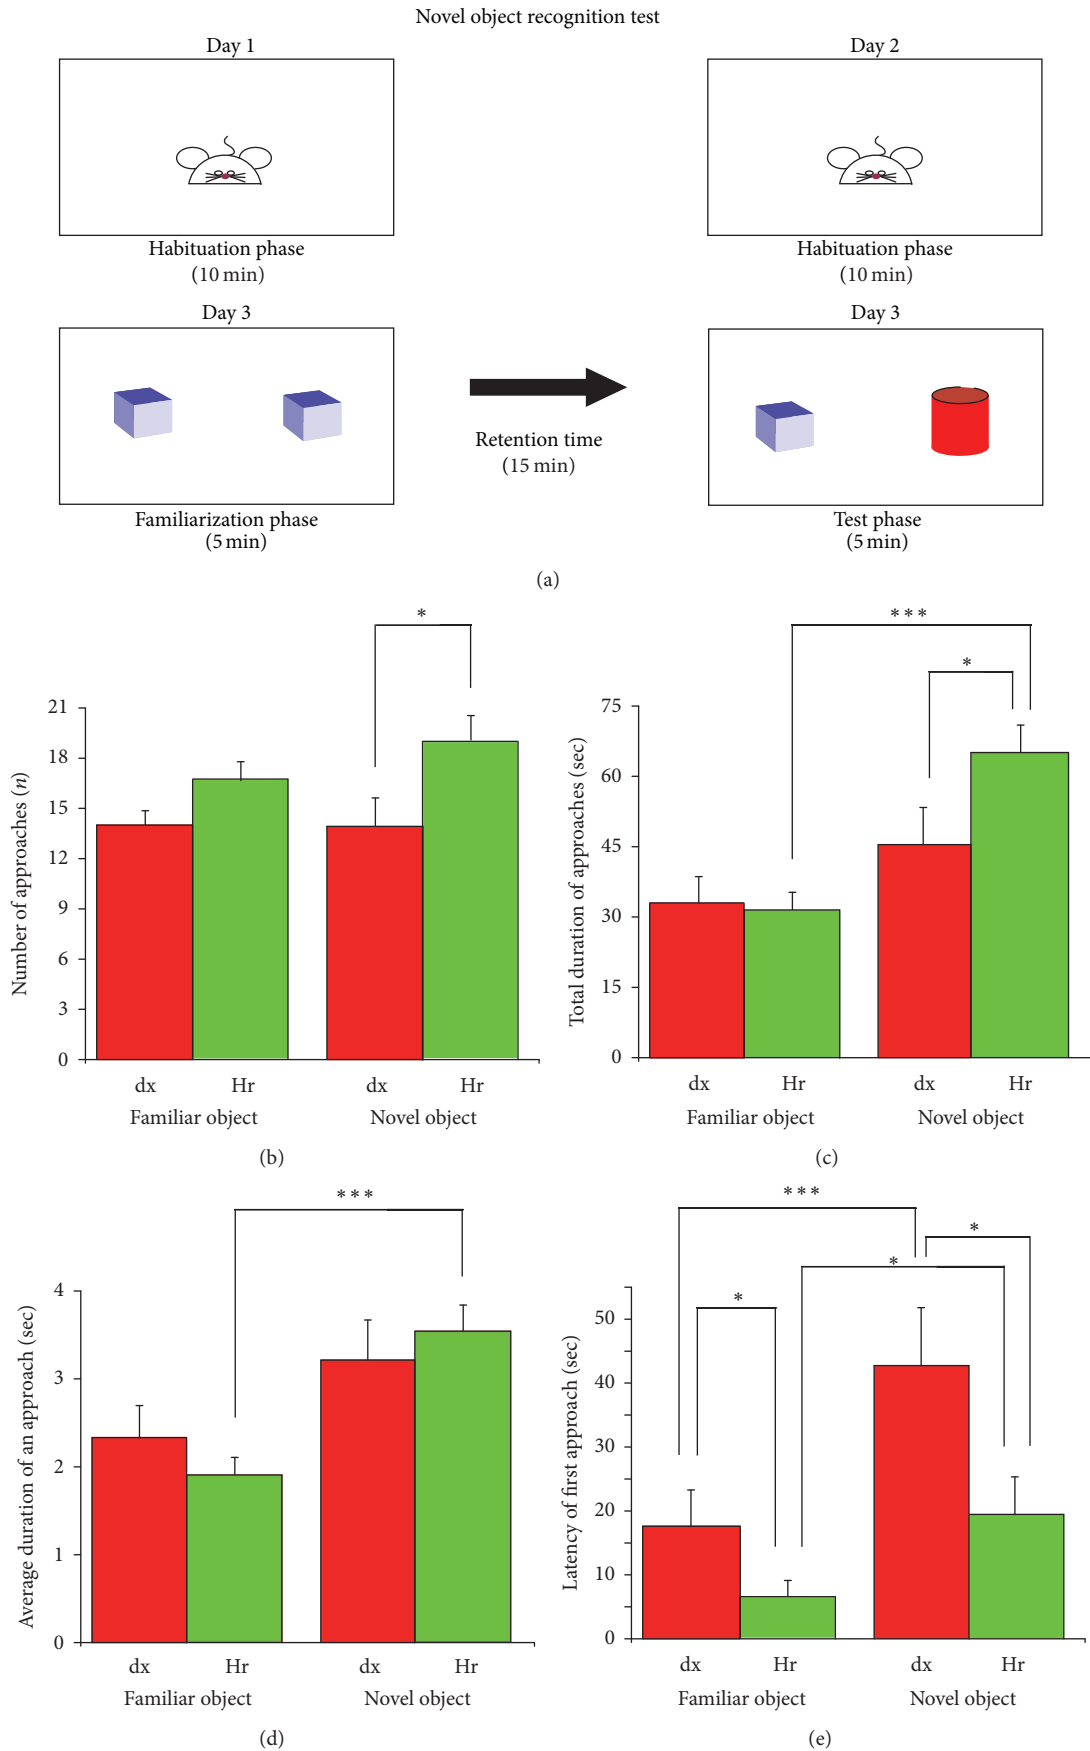 Novel object recognition test
Day 1
Day 2
Habituation phase
(10 min)
Habituation phase
(10 min)
Day 3
Day 3
Retention time
(15 min)
Familiarization phase
(5 min)
Test phase
(5 min)
(a)
*
Number of approaches (n)
21
18
15
12
9
6
3
0
dx
Hr
dx
Hr
Familiar object
Novel object
(b)
***
*
Total duration of approaches (sec)
75
60
45
30
15
0
dx
Hr
dx
Hr
Familiar object
Novel object
(c)
***
Average duration of an approach (sec)
4
3
2
1
0
dx
Hr
dx
Hr
Familiar object
Novel object
(d)
***
*
*
*
Latency of first approach (sec)
50
40
30
20
10
0
dx
Hr
dx
Hr
Familiar object
Novel object
(e)